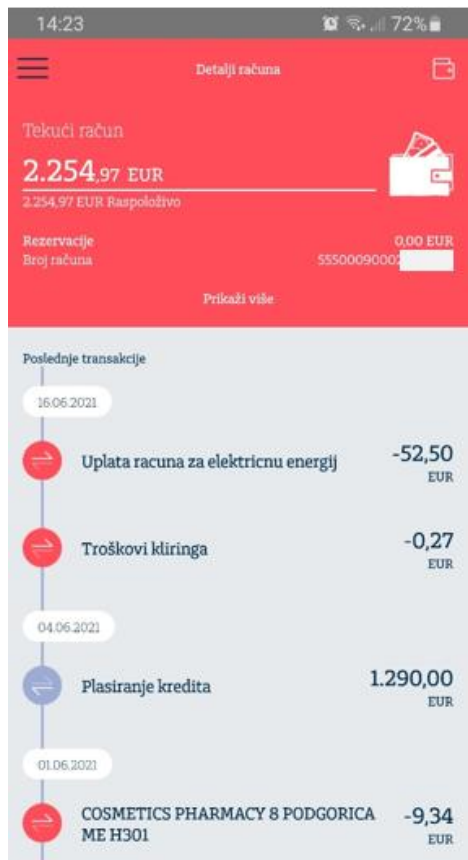 14:23
72%
Detalji računa
Tekući račun
2.254,97 EUR
2.254,97 EUR Raspoloživo
Rezervacije 0,00 EUR
Broj računa 55500090002
Prikaži više
Poslednje transakcije
16.06.2021
Uplata racuna za elektricnu energij -52,50
EUR
Troškovi kliringa -0,27
EUR
04.06.2021
Plasiranje kredita 1.290,00
EUR
01.06.2021
COSMETICS PHARMACY 8 PODGORICA -9,34
ME H301 EUR